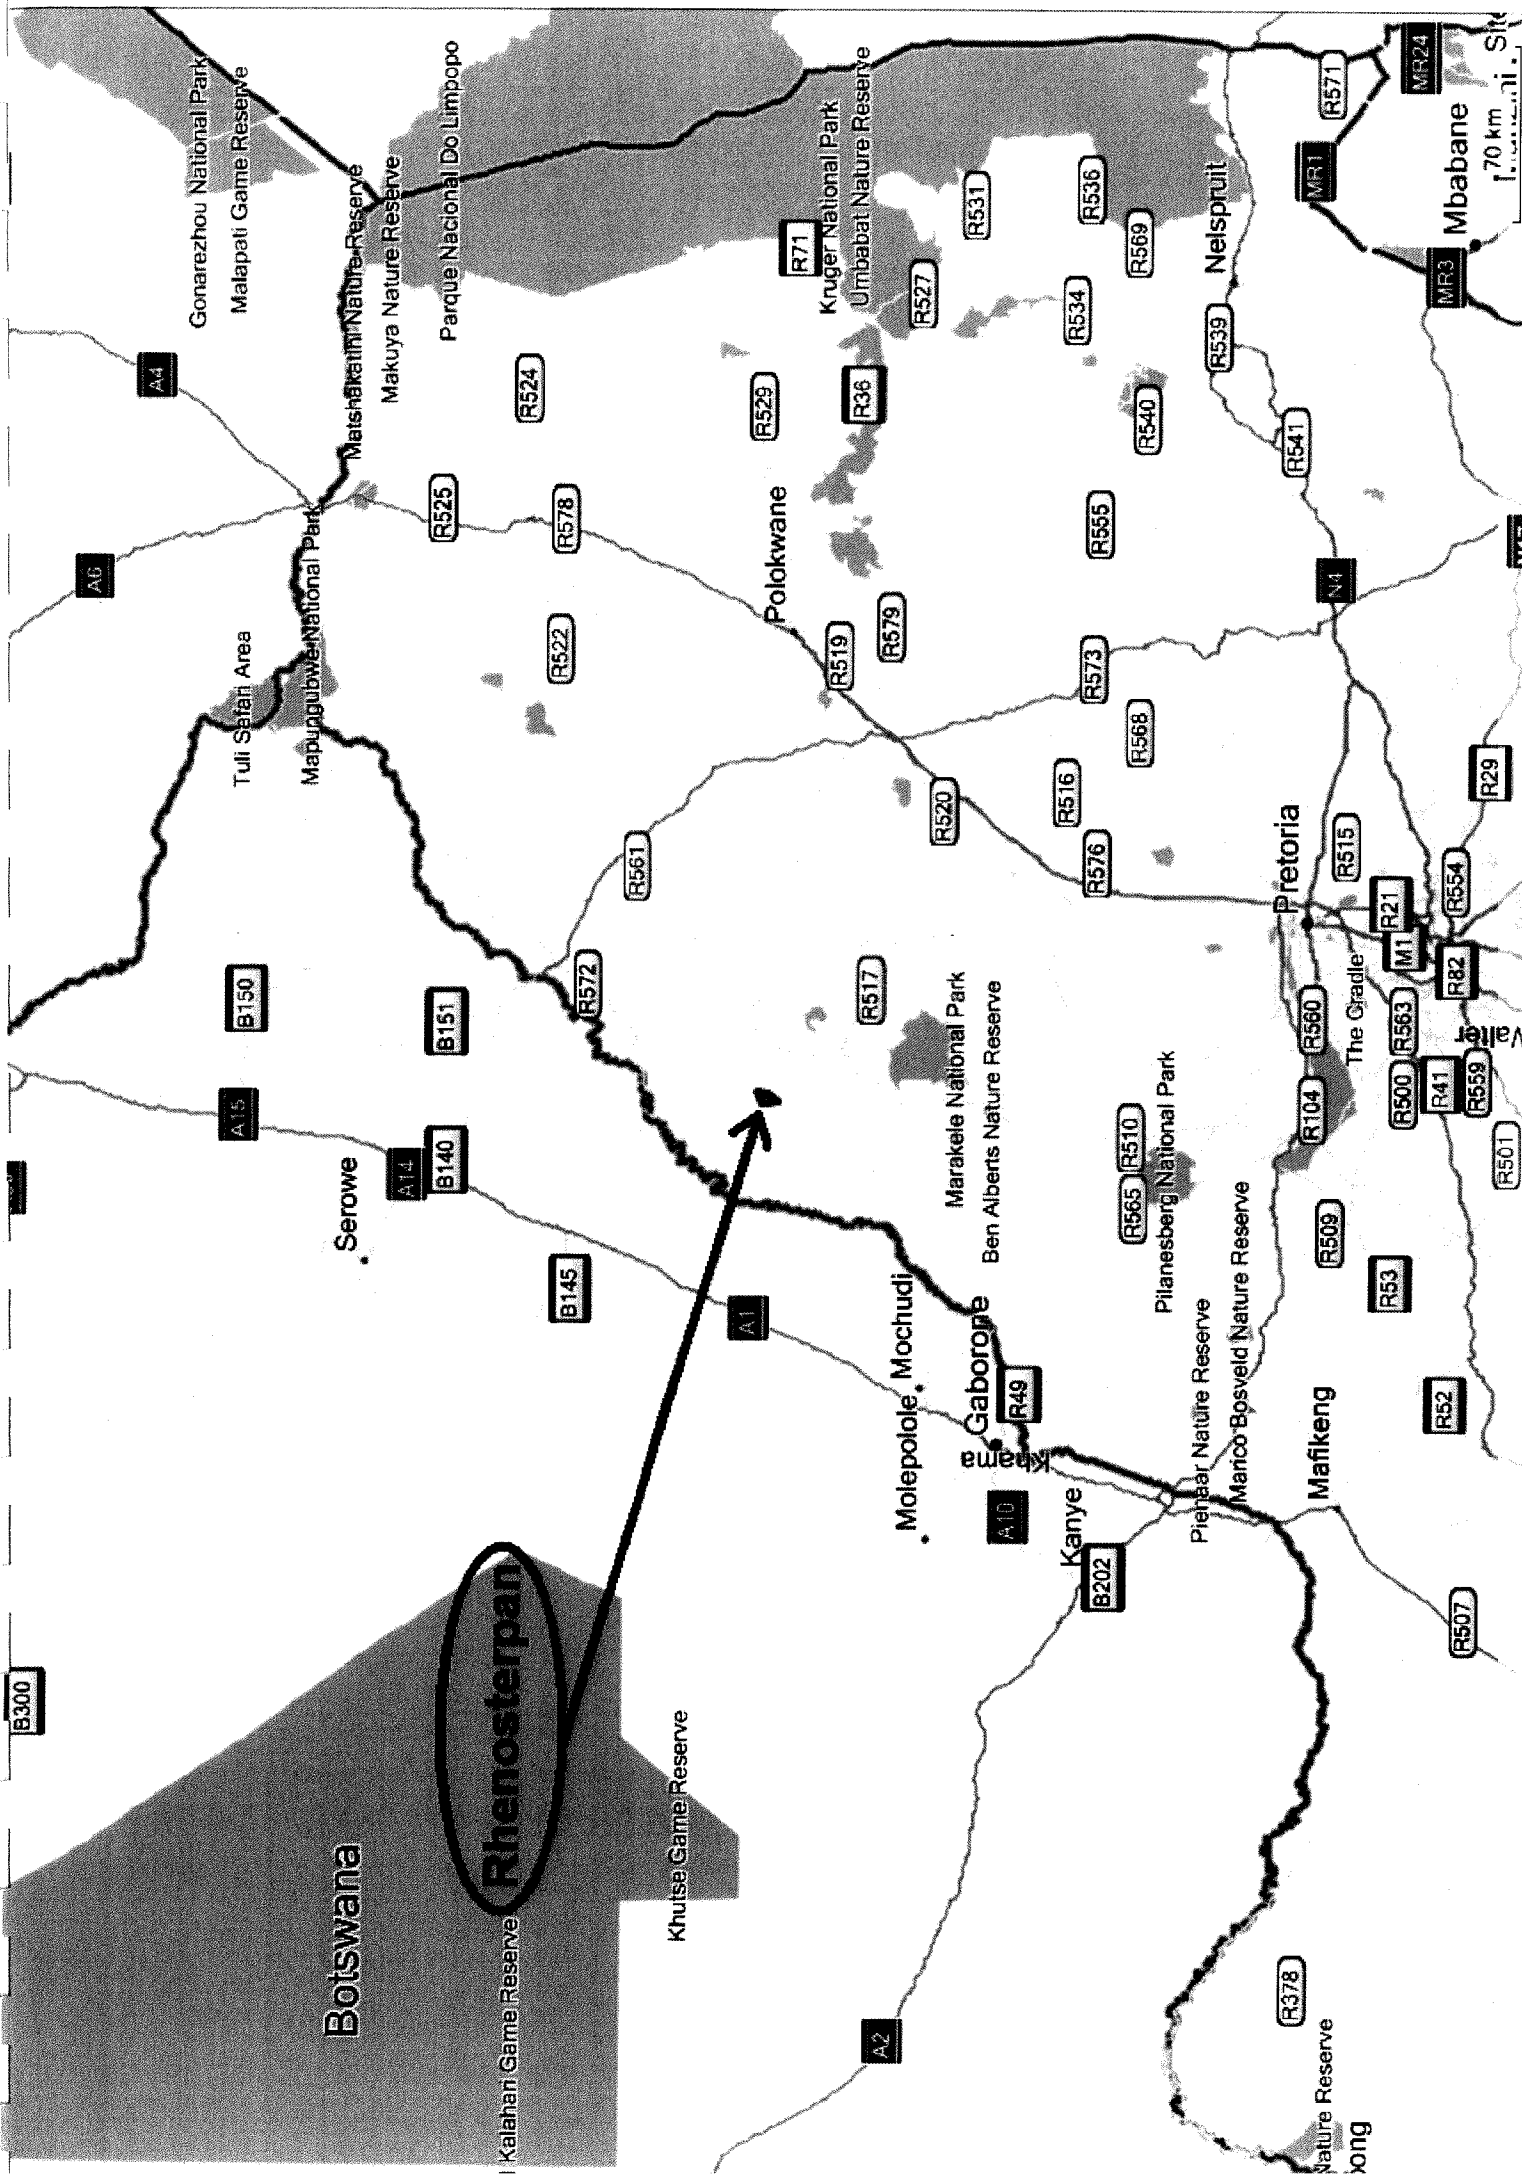 B300
A6
A4
Gonarezhou National Park
Malapati Game Reserve
B150
A15
Tuli Safari Area
Mapungubwe National Park
Botswana
Serowe
Matshakatini Nature Reserve
Makuya Nature Reserve
A14
B140
B151
R525
Parque Nacional Do Limpopo
Kalahari Game Reserve
Rhenosterpan
R524
R522
R578
B145
R572
R561
Khutse Game Reserve
A1
R529
Polokwane
R71
Kruger National Park
Umbabat Nature Reserve
R519
R36
R517
A2
R579
Molepolole
Mochudi
R527
R520
Marakele National Park
Ben Alberts Nature Reserve
R531
Gaborone
Khama
A10
R49
Kanye
B202
R516
R534
R573
R576
R555
R536
R510
R565
R568
R569
R540
Pilanesberg National Park
Pienaar Nature Reserve
Marico Bosveld Nature Reserve
Nelspruit
R539
Pretoria
R378
R541
R104
R560
Mafikeng
MR1
Nature Reserve
R509
N4
R571
R515
The Cradle
R53
R21
R500
R563
M1
MR24
R52
R41
MR3
Mbabane
R507
R82
R554
R559
R29
70 km
R501